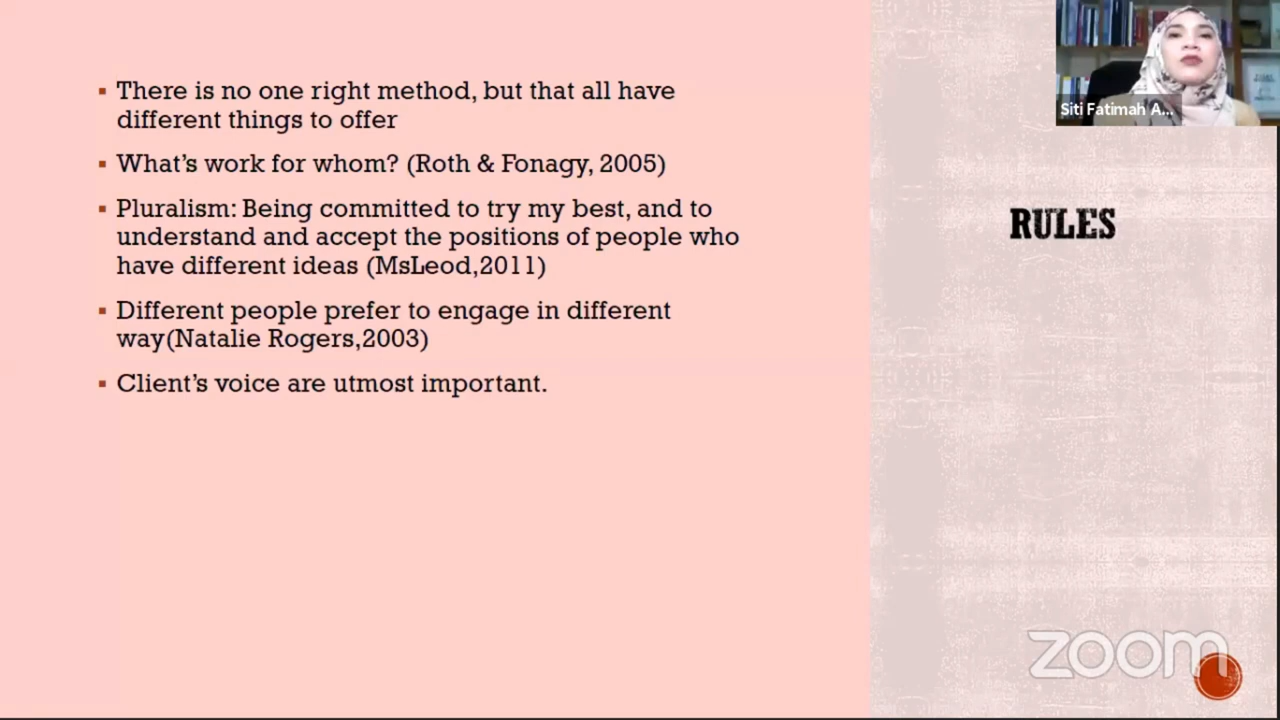 There is no one right method, but that all have
different things to offer
What's work for whom? (Roth & Fonagy, 2005)
Pluralism: Being committed to try my best, and to
understand and accept the positions of people who
have different ideas (MsLeod,2011)
Different people prefer to engage in different
way(Natalie Rogers,2003)
Client's voice are utmost important.
RULES
Siti Fatimah A...
zoom